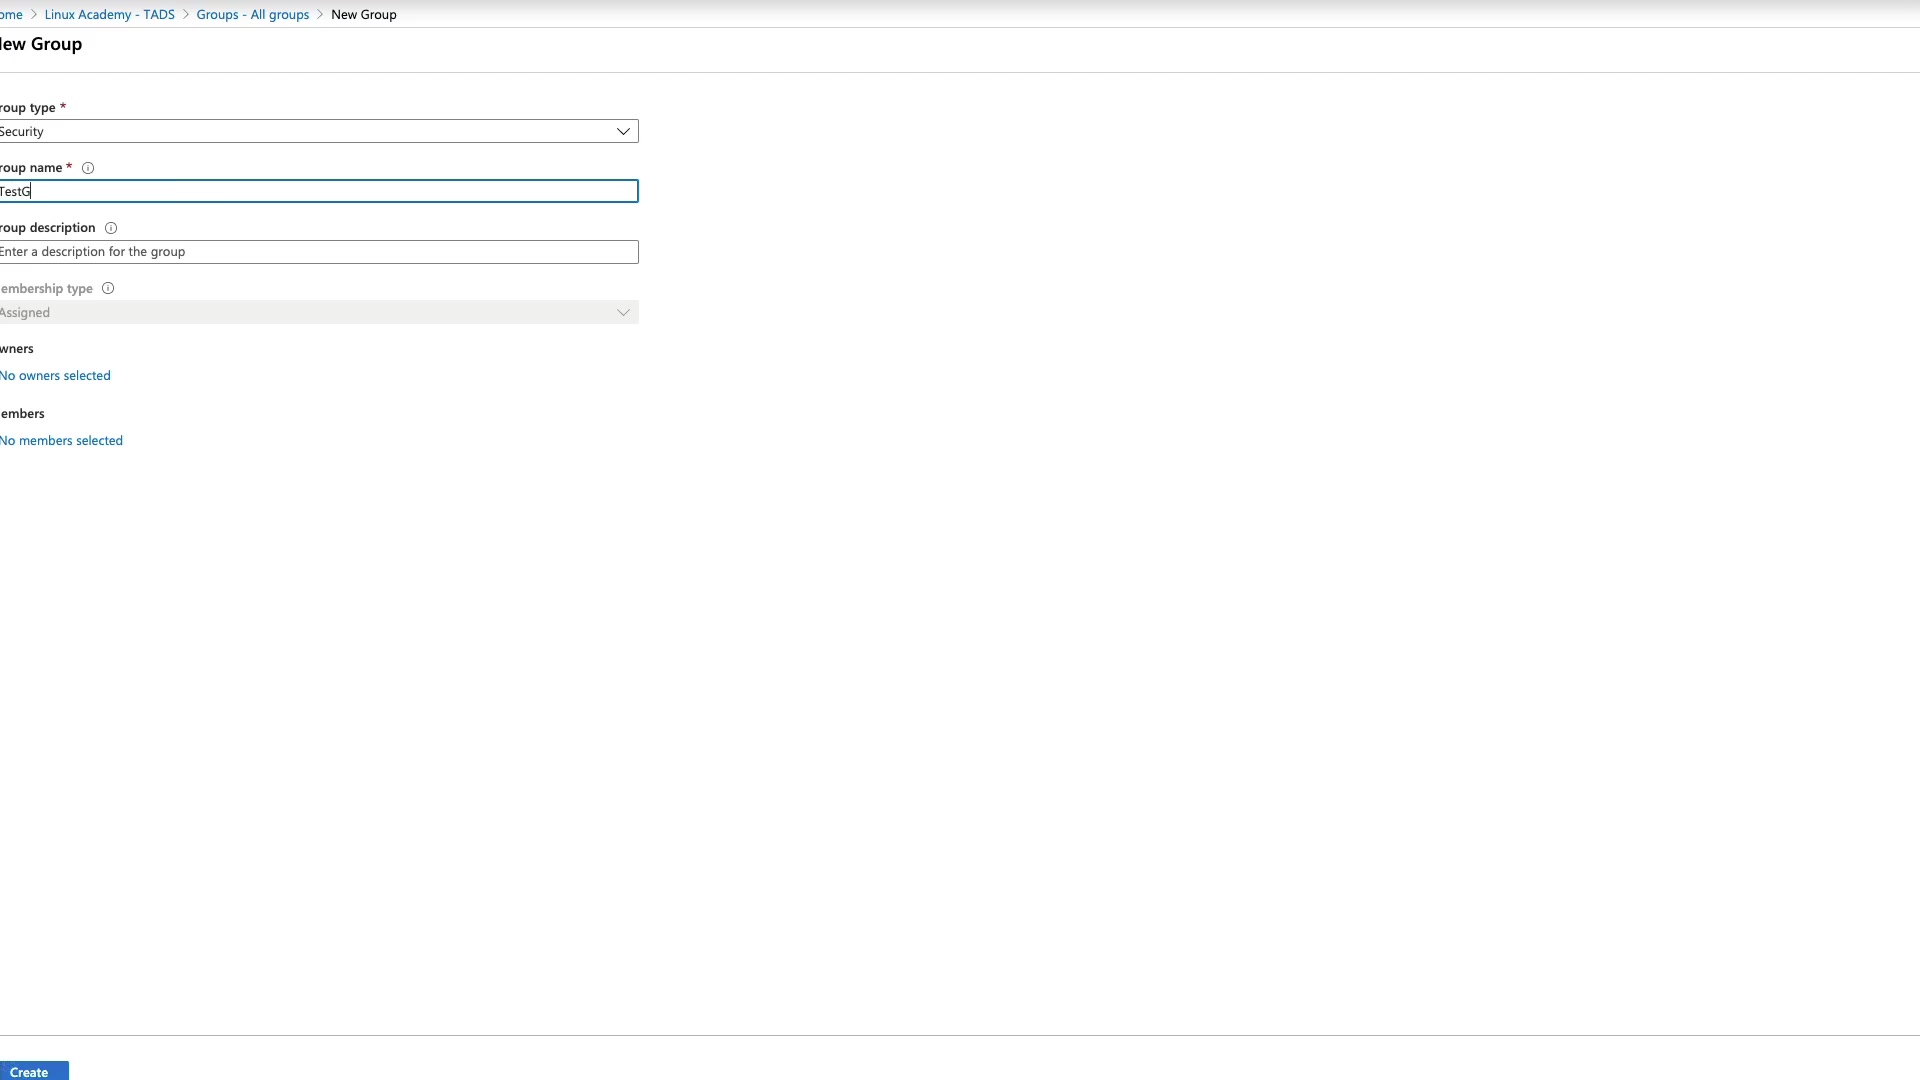 ome > Linux Academy - TADS > Groups - All groups > New Group
ew Group
roup type *
Security
roup name *
TestG
roup description
Enter a description for the group
embership type
Assigned
wners
No owners selected
embers
No members selected
Create